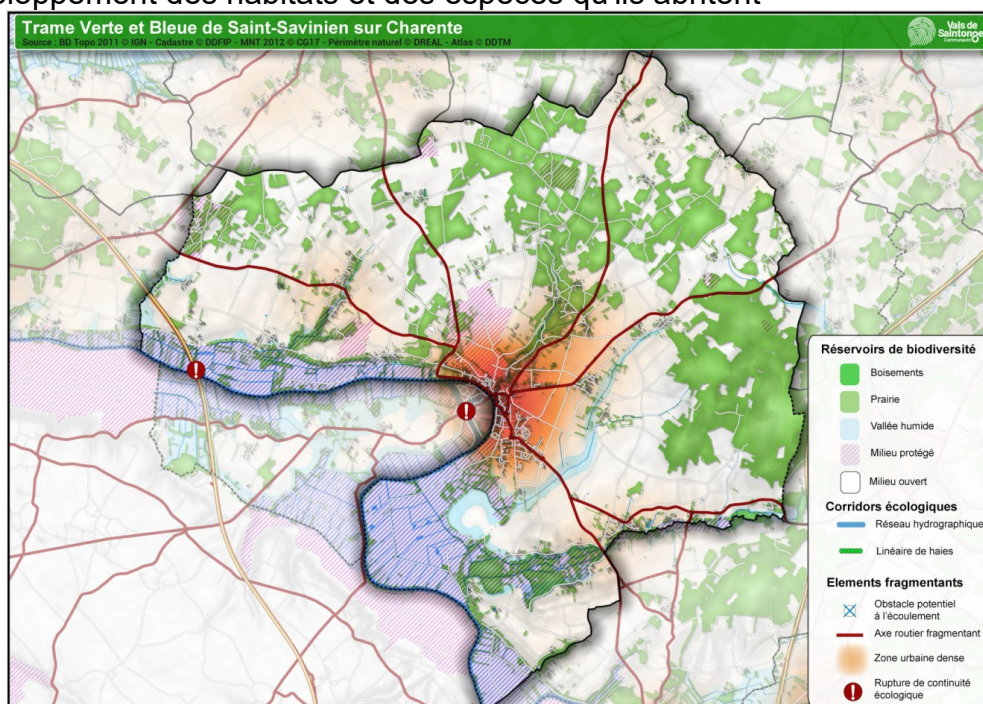 loppement des habitats et des espèces qu'ils abritent
Trame Verte et Bleue de Saint-Savinien sur Charente
Source : BD Topo 2011 © IGN - Cadastre © DDFIP - MNT 2012 © CG17 - Périmètre naturel © DREAL - Atlas © DDTM
Vals de
Saintonge
Communauté
Réservoirs de biodiversité
Boisements
Prairie
Vallée humide
Milieu protégé
Milieu ouvert
Corridors écologiques
Réseau hydrographique
Linéaire de haies
Elements fragmentants
Obstacle potentiel
à l'écoulement
Axe routier fragmentant
Zone urbaine dense
Rupture de continuité
écologique